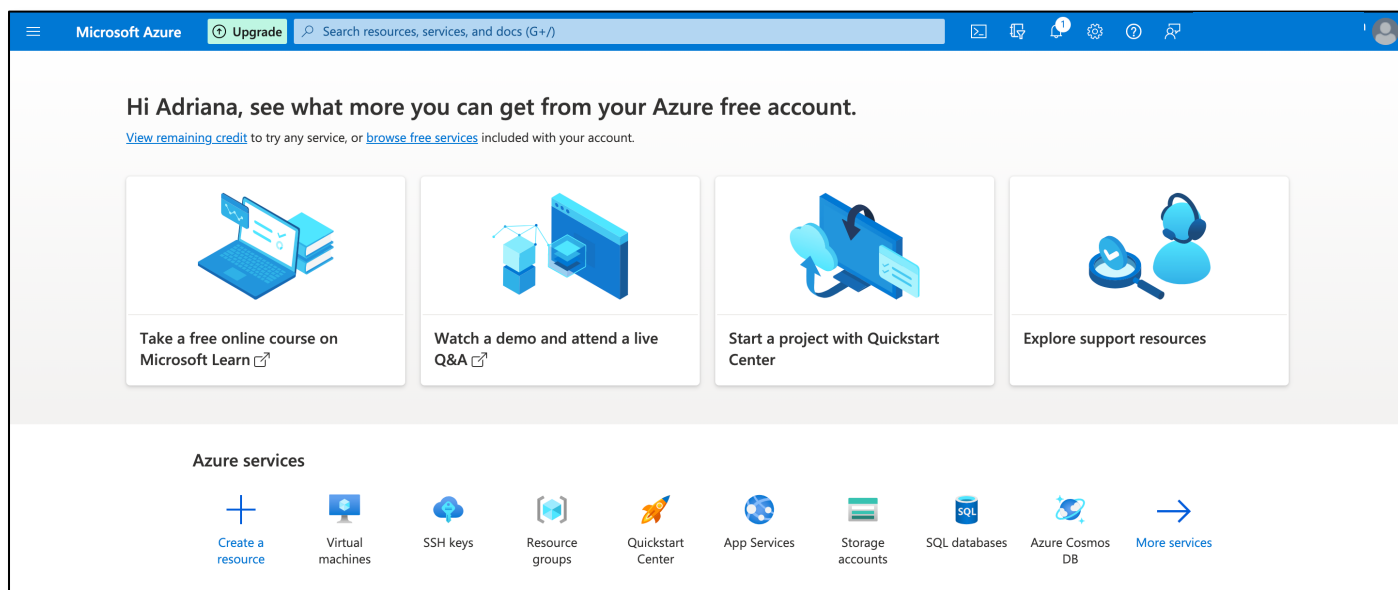 Microsoft Azure
Upgrade
Search resources, services, and docs (G+/)
1
Hi Adriana, see what more you can get from your Azure free account.
View remaining credit to try any service, or browse free services included with your account.
Take a free online course on
Microsoft Learn
Watch a demo and attend a live
Q&A
Start a project with Quickstart
Center
Explore support resources
Azure services
Create a
resource
Virtual
machines
SSH keys
Resource
groups
Quickstart
Center
App Services
Storage
accounts
SQL
SQL databases
Azure Cosmos
DB
More services